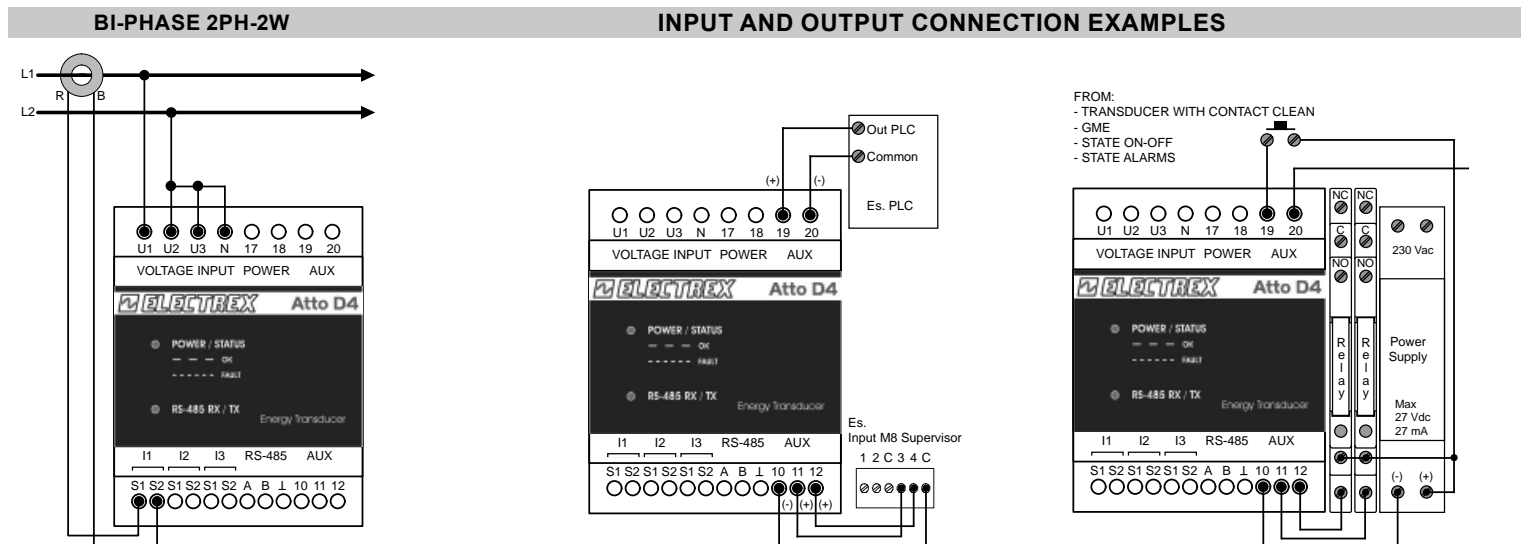 BI-PHASE 2PH-2W
INPUT AND OUTPUT CONNECTION EXAMPLES
L1
R B
L2
U1 U2 U3 N 17 18 19 20
VOLTAGE INPUT POWER AUX
ELECTREX Atto D4
POWER / STATUS
OK
FAULT
RS-485 RX / TX
Energy Transducer
I1 I2 I3 RS-485 AUX
S1 S2 S1 S2 S1 S2 A B ⊥ 10 11 12
Out PLC
Common
(+) (-)
Es. PLC
U1 U2 U3 N 17 18 19 20
VOLTAGE INPUT POWER AUX
ELECTREX Atto D4
POWER / STATUS
OK
FAULT
RS-485 RX / TX
Energy Transducer
I1 I2 I3 RS-485 AUX
S1 S2 S1 S2 S1 S2 A B ⊥ 10 11 12
(-) (+) (+)
Es.
Input M8 Supervisor
1 2 C 3 4 C
FROM:
- TRANSDUCER WITH CONTACT CLEAN
- GME
- STATE ON-OFF
- STATE ALARMS
U1 U2 U3 N 17 18 19 20
VOLTAGE INPUT POWER AUX
ELECTREX Atto D4
POWER / STATUS
OK
FAULT
RS-485 RX / TX
Energy Transducer
I1 I2 I3 RS-485 AUX
S1 S2 S1 S2 S1 S2 A B ⊥ 10 11 12
NC NC
C C
NO NO
Relay
Relay
230 Vac
Power
Supply
Max
27 Vdc
27 mA
(-) (+)